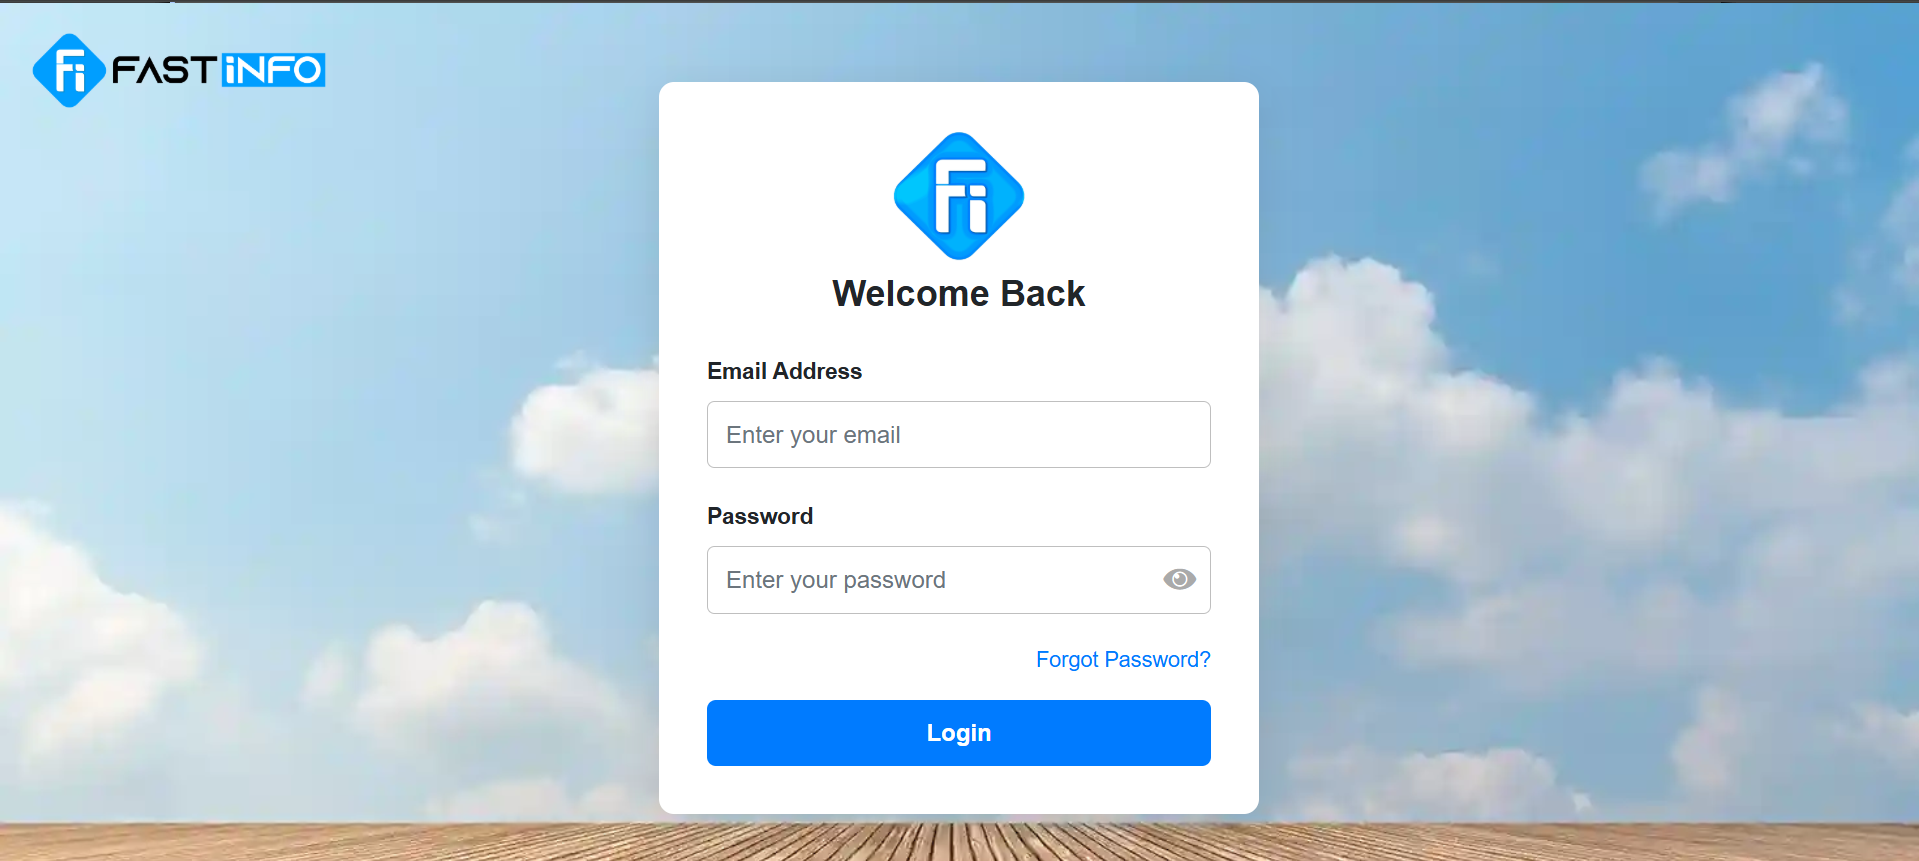 Fi FAST iNFO
Fi
Welcome Back
Email Address
Enter your email
Password
Enter your password
Forgot Password?
Login